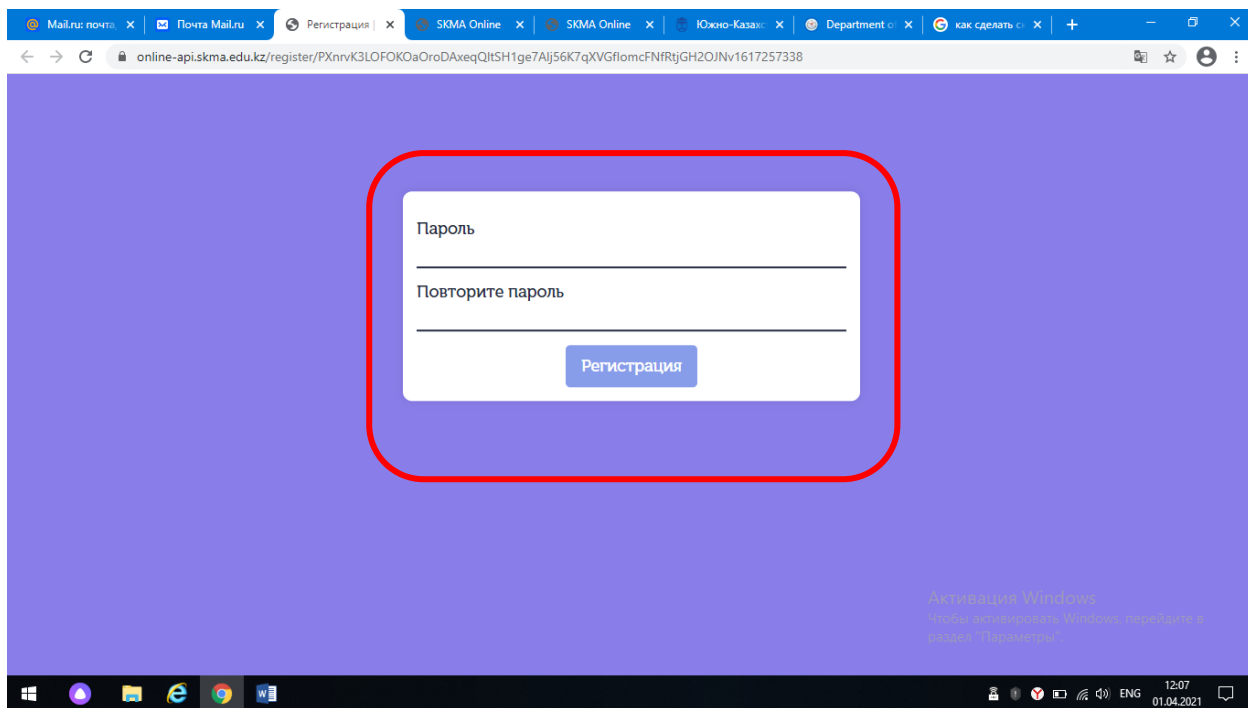 Mail.ru: почта,
Почта Mail.ru
Регистрация |
SKMA Online
SKMA Online
Южно-Казахс
Department o
как сделать с
online-api.skma.edu.kz/register/PXnrvK3LOFOKOaOroDAxeqQItSH1ge7Alj56K7qXVGfIomcFNfRtjGH2OJNv1617257338
Пароль
Повторите пароль
Регистрация
Активация Windows
Чтобы активировать Windows, перейдите в
раздел "Параметры".
ENG
12:07
01.04.2021